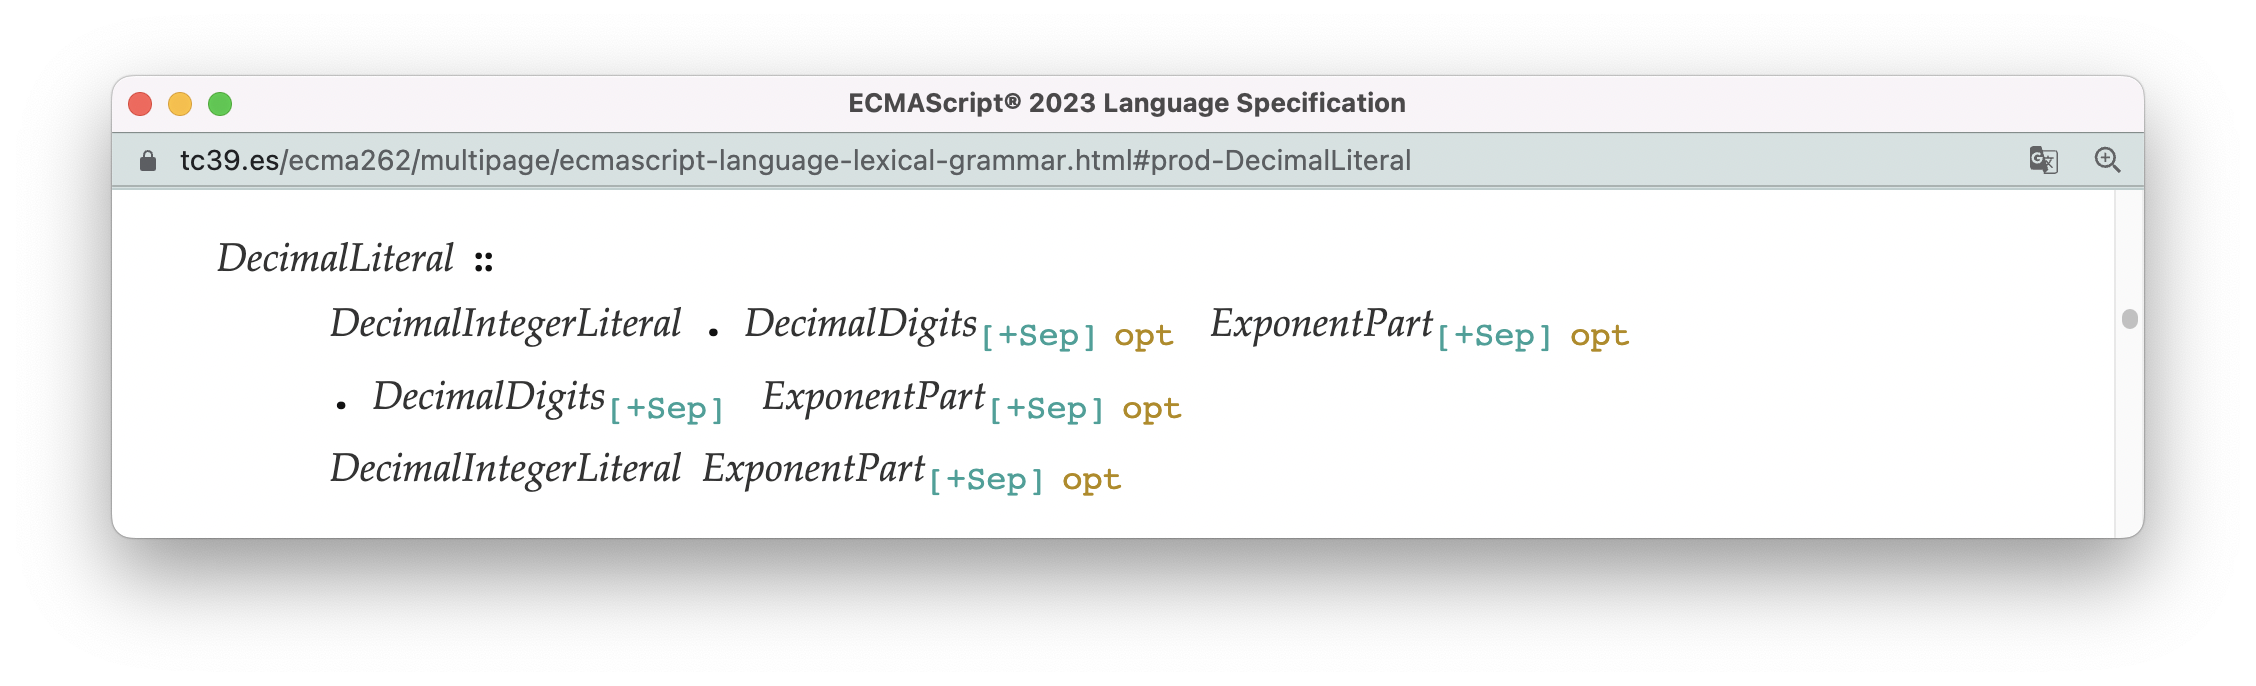 ECMAScript® 2023 Language Specification
tc39.es/ecma262/multipage/ecmascript-language-lexical-grammar.html#prod-DecimalLiteral
DecimalLiteral ::
DecimalIntegerLiteral . DecimalDigits[+Sep] opt ExponentPart[+Sep] opt
. DecimalDigits[+Sep] ExponentPart[+Sep] opt
DecimalIntegerLiteral ExponentPart[+Sep] opt